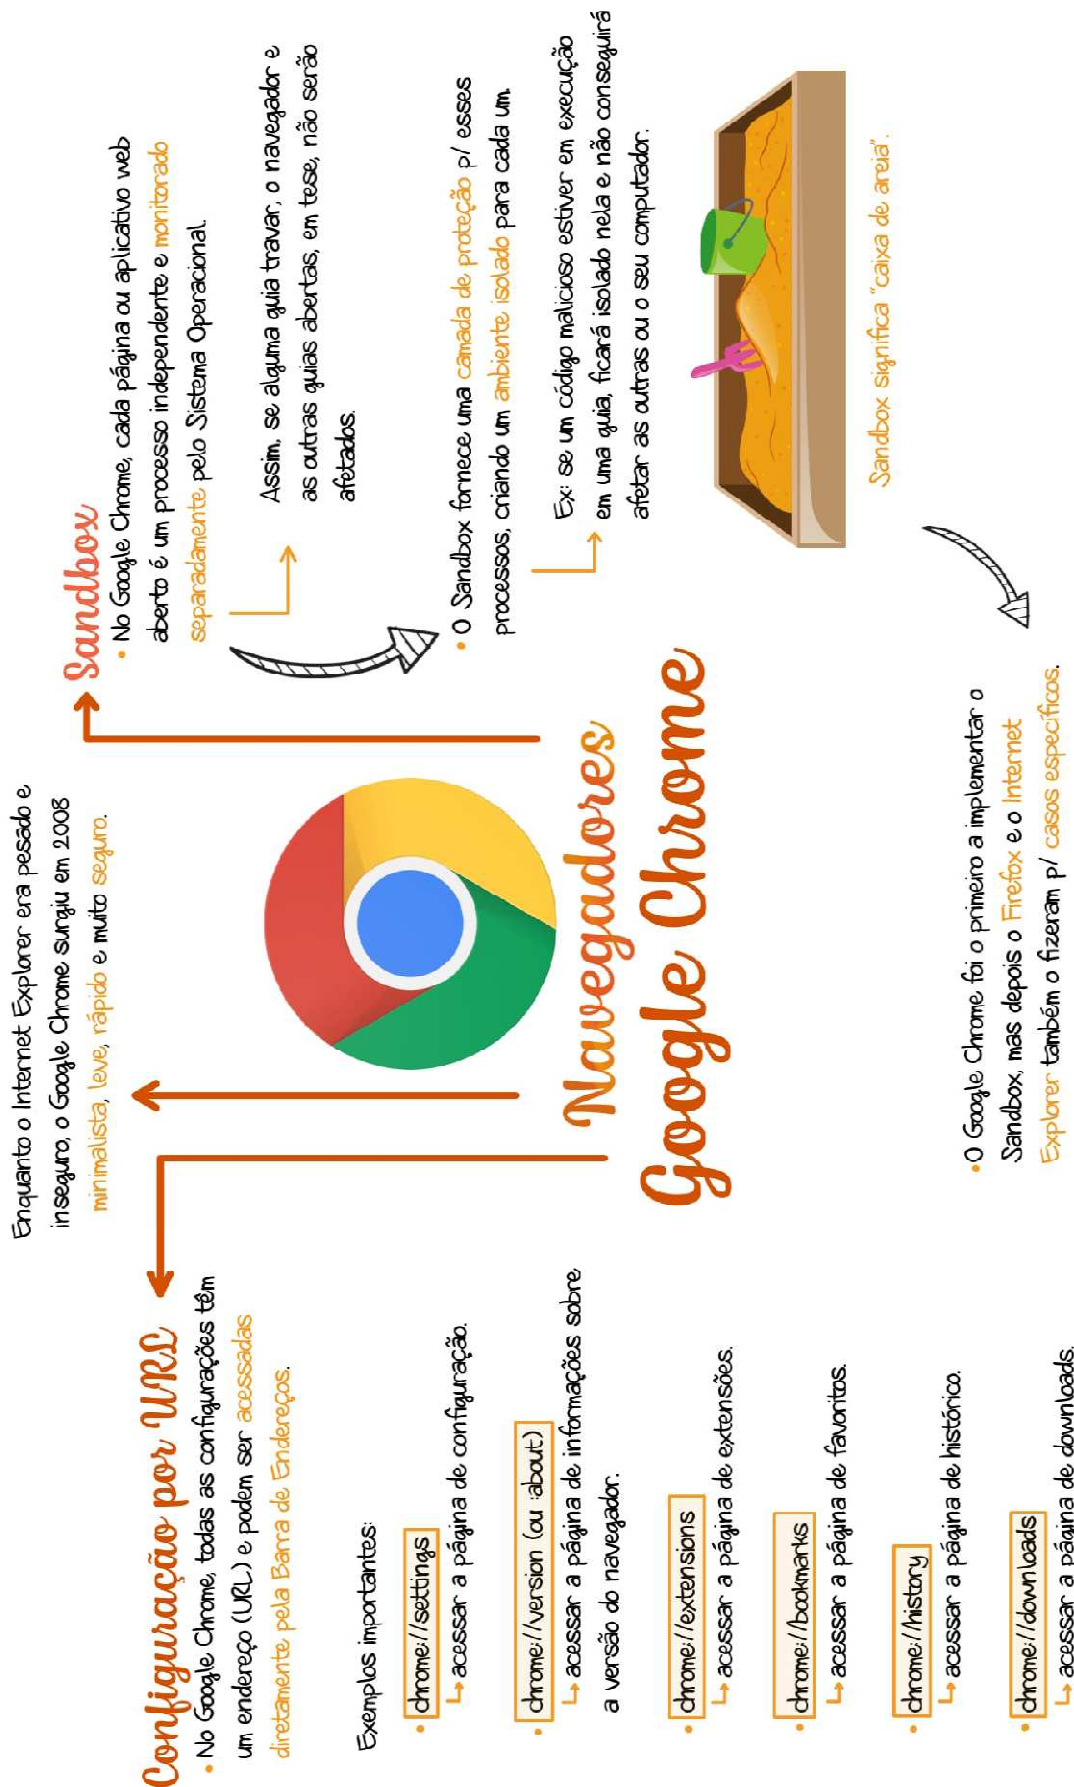 Enquanto o Internet Explorer era pesado e
inseguro, o Google Chrome surgiu em 2008
minimalista, leve, rápido e muito seguro.
Navegadores
Google Chrome
Configuração por URL
• No Google Chrome, todas as configurações têm
um endereço (URL) e podem ser acessadas
diretamente pela Barra de Endereços.
Exemplos importantes:
• chrome://settings
↳ acessar a página de configuração.
• chrome://version (ou :about)
↳ acessar a página de informações sobre
a versão do navegador.
• chrome://extensions
↳ acessar a página de extensões.
• chrome://bookmarks
↳ acessar a página de favoritos.
• chrome://history
↳ acessar a página de histórico.
• chrome://downloads
↳ acessar a página de downloads.
Sandbox
• No Google Chrome, cada página ou aplicativo web
aberto é um processo independente e monitorado
separadamente pelo Sistema Operacional.
Assim, se alguma guia travar, o navegador e
as outras guias abertas, em tese, não serão
afetados.
• O Sandbox fornece uma camada de proteção p/ esses
processos, criando um ambiente isolado para cada um.
Ex: se um código malicioso estiver em execução
em uma guia, ficará isolado nela e não conseguirá
afetar as outras ou o seu computador.
Sandbox significa "caixa de areia".
• O Google Chrome foi o primeiro a implementar o
Sandbox, mas depois o Firefox e o Internet
Explorer também o fizeram p/ casos específicos.